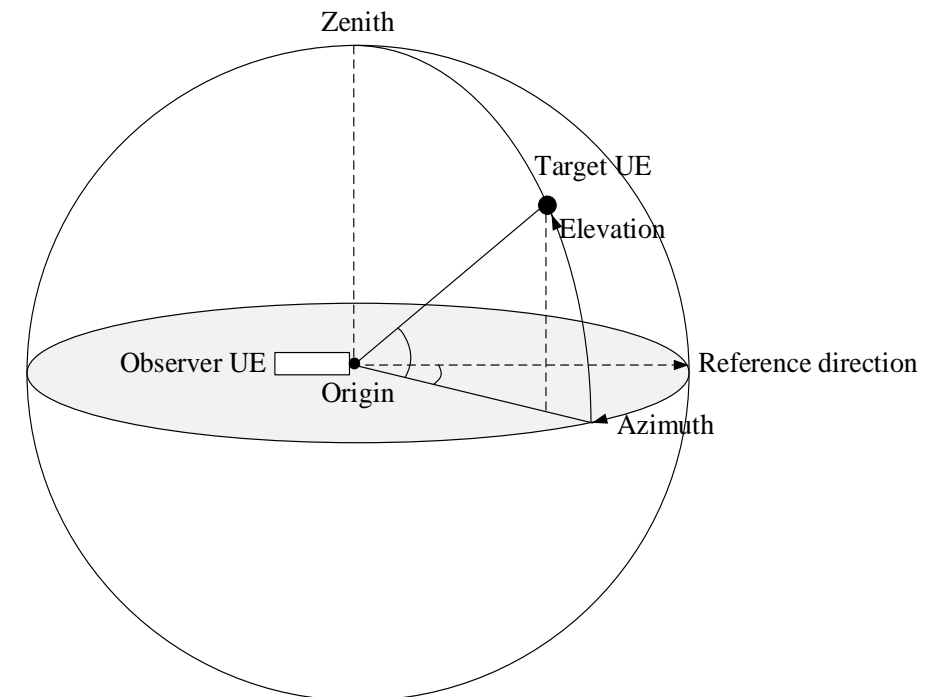 Zenith
Target UE
Elevation
Observer UE
Reference direction
Origin
Azimuth